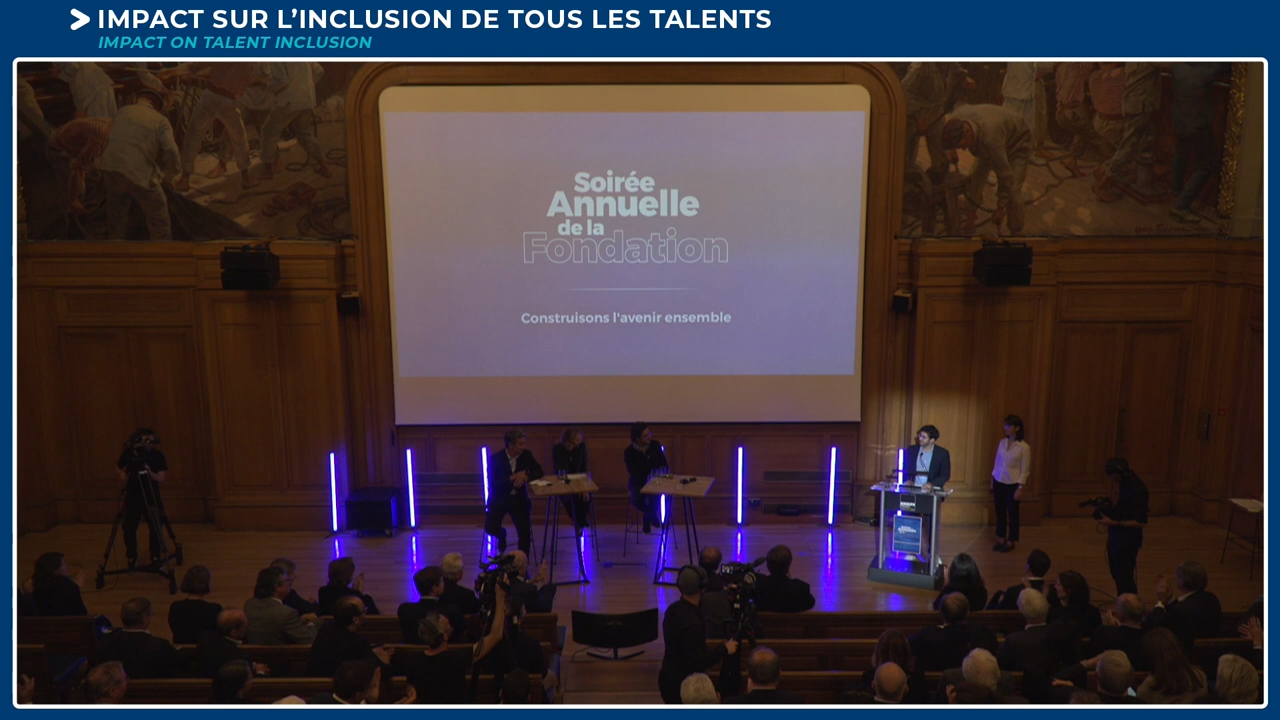 IMPACT SUR L’INCLUSION DE TOUS LES TALENTS
IMPACT ON TALENT INCLUSION
Soirée
Annuelle
de la
Fondation
Construisons l'avenir ensemble